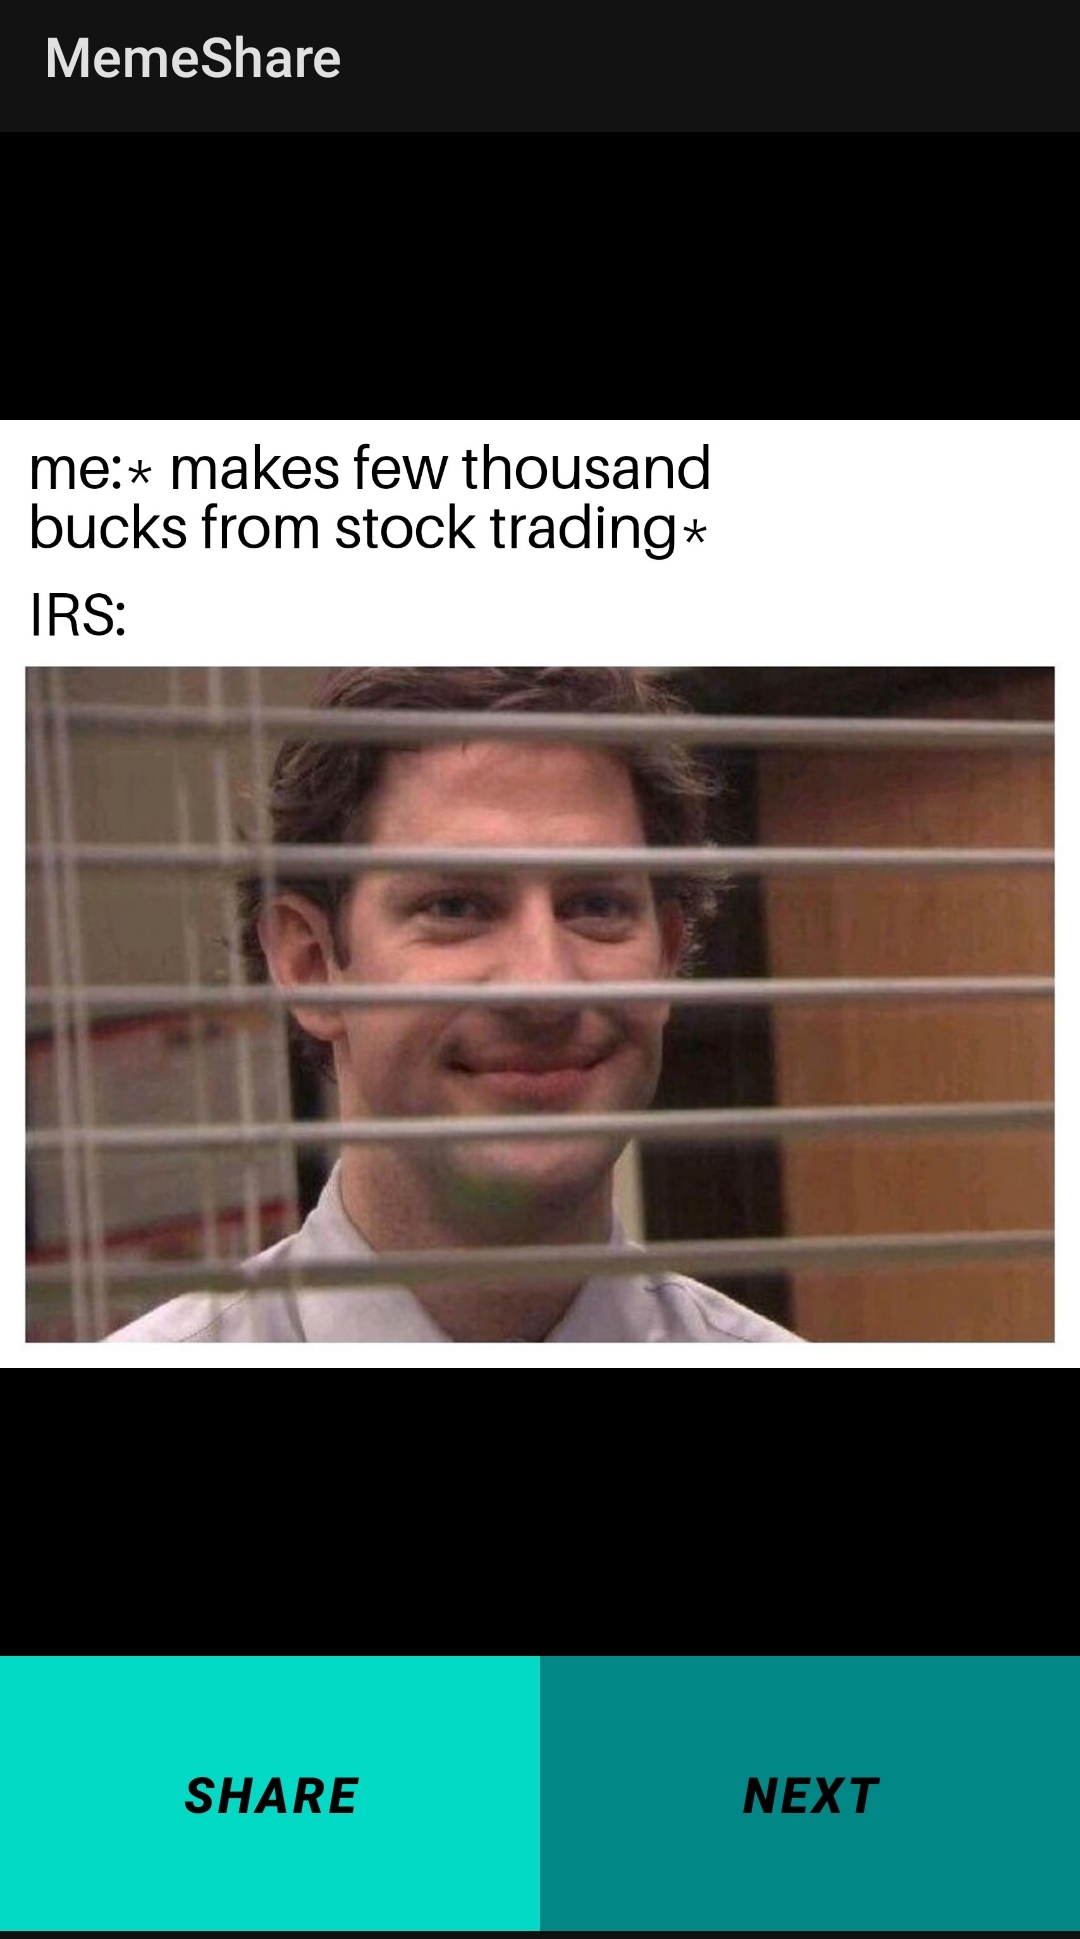 MemeShare
me:* makes few thousand
bucks from stock trading*
IRS:
SHARE
NEXT